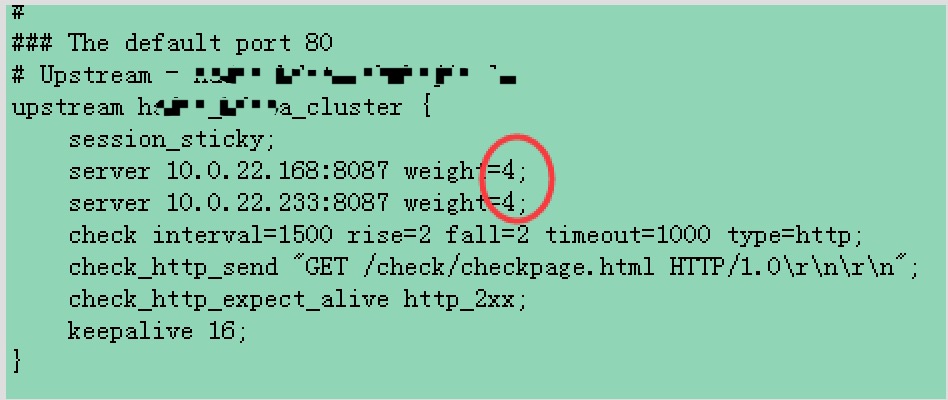 #
### The default port 80
# Upstream -
upstream a_cluster {
session_sticky;
server 10.0.22.168:8087 weight=4;
server 10.0.22.233:8087 weight=4;
check interval=1500 rise=2 fall=2 timeout=1000 type=http;
check_http_send "GET /check/checkpage.html HTTP/1.0\r\n\r\n";
check_http_expect_alive http_2xx;
keepalive 16;
}